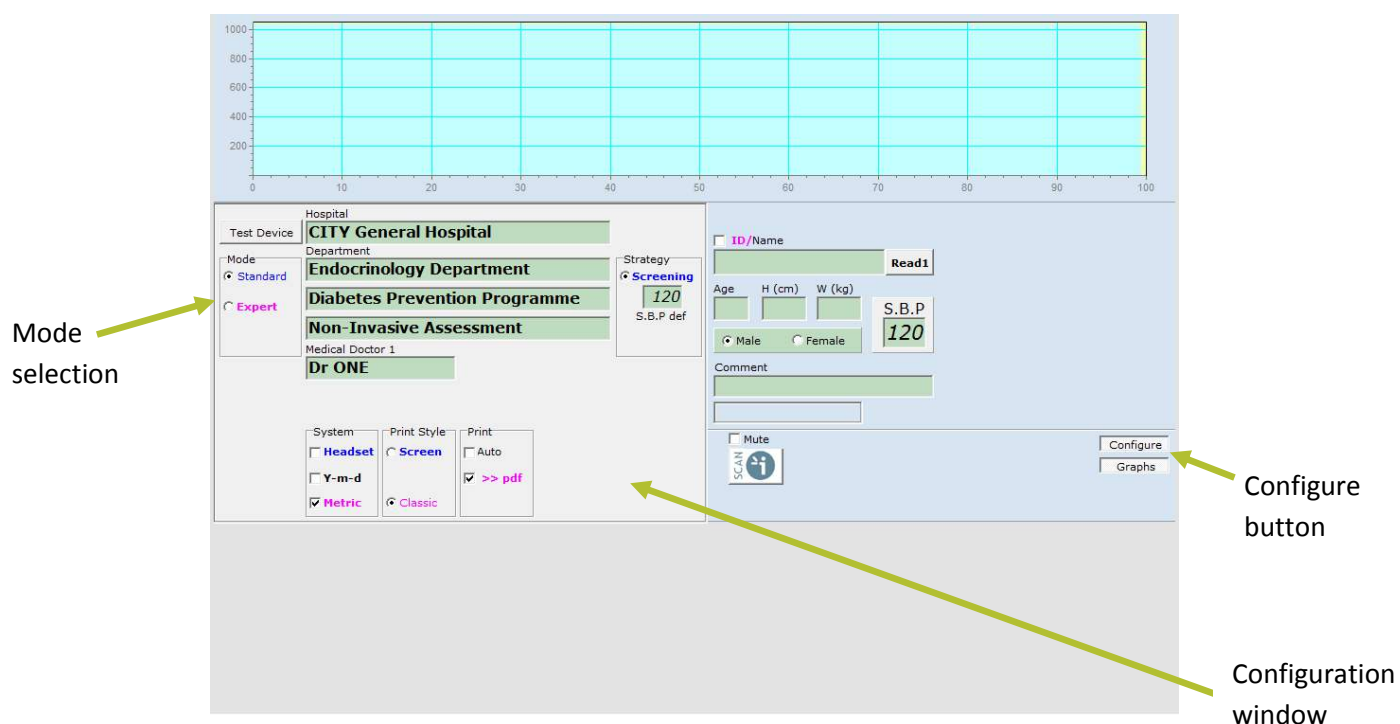 1000
800
600
400
200
0 10 20 30 40 50 60 70 80 90 100
Hospital
Test Device
CITY General Hospital
Department
Mode
Standard
Expert
Endocrinology Department
Diabetes Prevention Programme
Non-Invasive Assessment
Strategy
Screening
120
S.B.P def
Medical Doctor 1
Dr ONE
System
Headset
Y-m-d
Metric
Print Style
Screen
Classic
Print
Auto
>> pdf
ID/Name
Read1
Age H (cm) W (kg)
S.B.P
120
Male Female
Comment
Mute
SCAN
i
Configure
Graphs
Mode
selection
Configure
button
Configuration
window